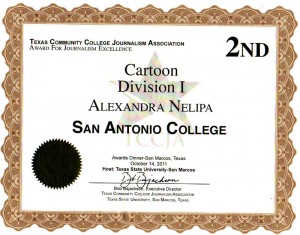 TEXAS COMMUNITY COLLEGE JOURNALISM ASSOCIATION
AWARD FOR JOURNALISM EXCELLENCE
2ND
Cartoon
Division I
ALEXANDRA NELIPA
SAN ANTONIO COLLEGE
TCCJA
Awards Dinner-San Marcos, Texas
October 14, 2011
Host: Texas State University-San Marcos
EXECUTIVE DIRECTOR
TEXAS COMMUNITY COLLEGE JOURNALISM ASSOCIATION
TEXAS STATE UNIVERSITY, SAN MARCOS, TEXAS